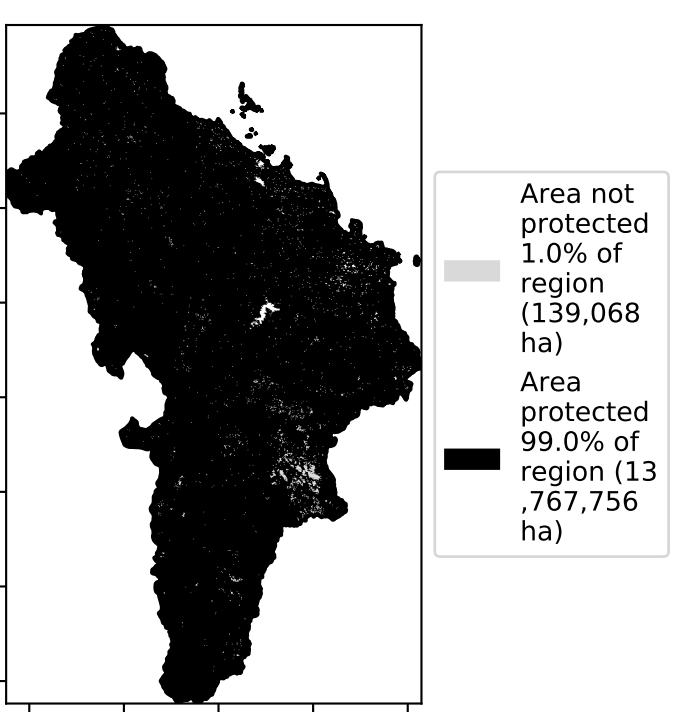 Area not
protected
1.0% of
region
(139,068
ha)
Area
protected
99.0% of
region (13
,767,756
ha)